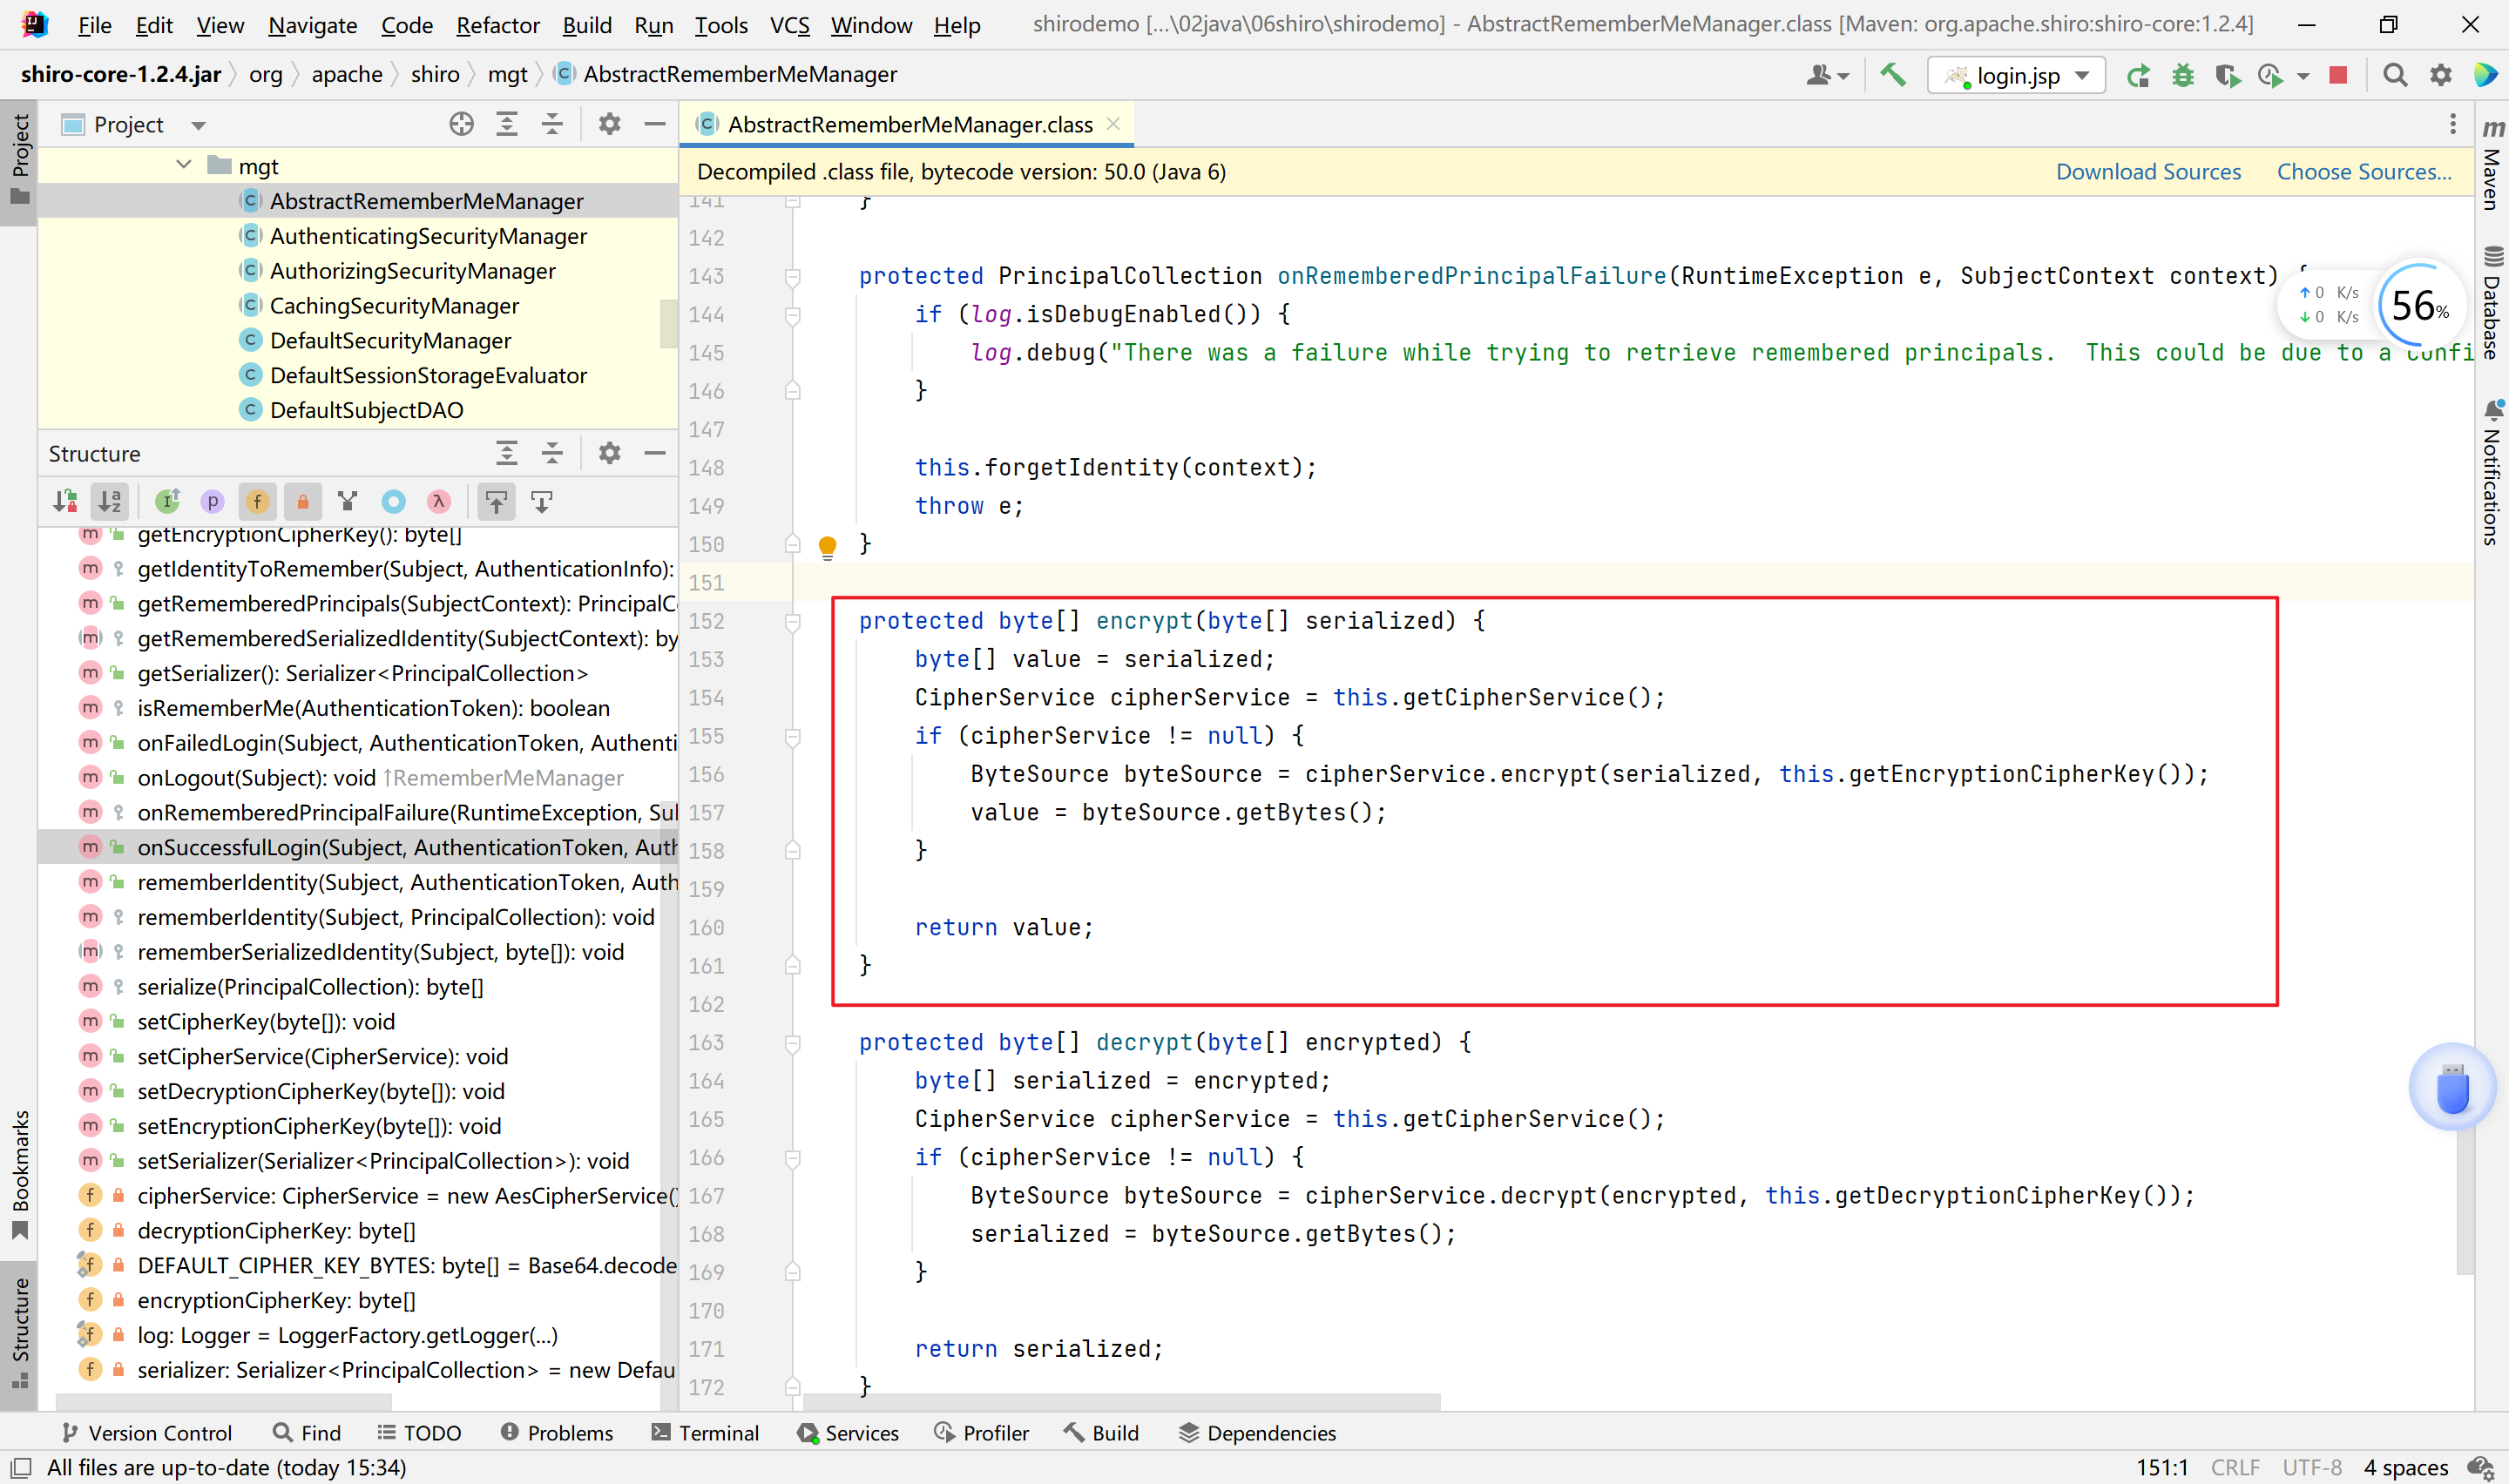 File Edit View Navigate Code Refactor Build Run Tools VCS Window Help shirodemo [...\02java\06shiro\shirodemo] - AbstractRememberMeManager.class [Maven: org.apache.shiro:shiro-core:1.2.4]
shiro-core-1.2.4.jar org apache shiro mgt AbstractRememberMeManager login.jsp
Project
AbstractRememberMeManager.class
Decompiled .class file, bytecode version: 50.0 (Java 6) Download Sources Choose Sources...
mgt
AbstractRememberMeManager
AuthenticatingSecurityManager
AuthorizingSecurityManager
CachingSecurityManager
DefaultSecurityManager
DefaultSessionStorageEvaluator
DefaultSubjectDAO
Structure
getEncryptionCipherKey(): byte[]
getIdentityToRemember(Subject, AuthenticationInfo):
getRememberedPrincipals(SubjectContext): PrincipalC
getRememberedSerializedIdentity(SubjectContext): by
getSerializer(): Serializer<PrincipalCollection>
isRememberMe(AuthenticationToken): boolean
onFailedLogin(Subject, AuthenticationToken, Authenti
onLogout(Subject): void ↑RememberMeManager
onRememberedPrincipalFailure(RuntimeException, Sul
onSuccessfulLogin(Subject, AuthenticationToken, Auth
rememberIdentity(Subject, AuthenticationToken, Auth
rememberIdentity(Subject, PrincipalCollection): void
rememberSerializedIdentity(Subject, byte[]): void
serialize(PrincipalCollection): byte[]
setCipherKey(byte[]): void
setCipherService(CipherService): void
setDecryptionCipherKey(byte[]): void
setEncryptionCipherKey(byte[]): void
setSerializer(Serializer<PrincipalCollection>): void
cipherService: CipherService = new AesCipherService()
decryptionCipherKey: byte[]
DEFAULT_CIPHER_KEY_BYTES: byte[] = Base64.decode
encryptionCipherKey: byte[]
log: Logger = LoggerFactory.getLogger(...)
serializer: Serializer<PrincipalCollection> = new Defau
141 }
142
143 protected PrincipalCollection onRememberedPrincipalFailure(RuntimeException e, SubjectContext context) {
144 if (log.isDebugEnabled()) {
145 log.debug("There was a failure while trying to retrieve remembered principals.  This could be due to a confi
146 }
147
148 this.forgetIdentity(context);
149 throw e;
150 }
151
152 protected byte[] encrypt(byte[] serialized) {
153 byte[] value = serialized;
154 CipherService cipherService = this.getCipherService();
155 if (cipherService != null) {
156 ByteSource byteSource = cipherService.encrypt(serialized, this.getEncryptionCipherKey());
157 value = byteSource.getBytes();
158 }
159
160 return value;
161 }
162
163 protected byte[] decrypt(byte[] encrypted) {
164 byte[] serialized = encrypted;
165 CipherService cipherService = this.getCipherService();
166 if (cipherService != null) {
167 ByteSource byteSource = cipherService.decrypt(encrypted, this.getDecryptionCipherKey());
168 serialized = byteSource.getBytes();
169 }
170
171 return serialized;
172 }
↑ 0 K/s
↓ 0 K/s
56%
Project
Bookmarks
Structure
Maven
Database
Notifications
Version Control Find TODO Problems Terminal Services Profiler Build Dependencies
All files are up-to-date (today 15:34) 151:1 CRLF UTF-8 4 spaces